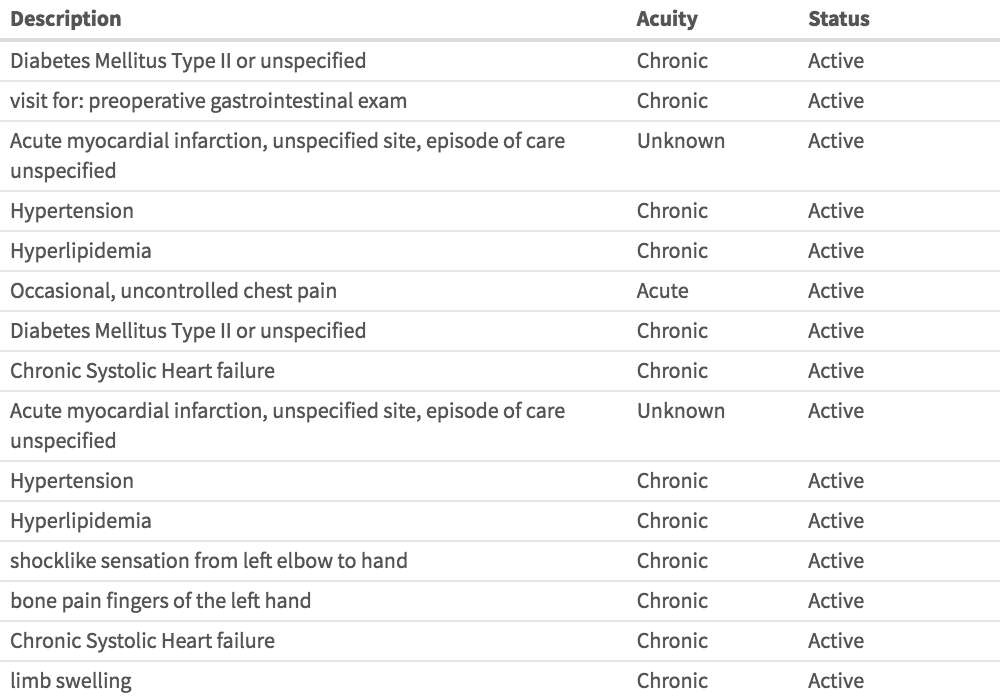 Description Acuity Status
Diabetes Mellitus Type II or unspecified Chronic Active
visit for: preoperative gastrointestinal exam Chronic Active
Acute myocardial infarction, unspecified site, episode of care Unknown Active
unspecified
Hypertension Chronic Active
Hyperlipidemia Chronic Active
Occasional, uncontrolled chest pain Acute Active
Diabetes Mellitus Type II or unspecified Chronic Active
Chronic Systolic Heart failure Chronic Active
Acute myocardial infarction, unspecified site, episode of care Unknown Active
unspecified
Hypertension Chronic Active
Hyperlipidemia Chronic Active
shocklike sensation from left elbow to hand Chronic Active
bone pain fingers of the left hand Chronic Active
Chronic Systolic Heart failure Chronic Active
limb swelling Chronic Active